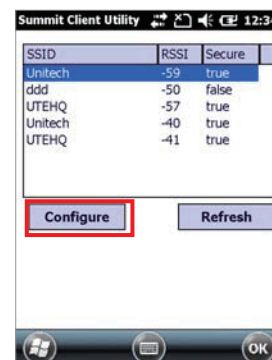 Summit Client Utility 12:34
SSID RSSI Secure
Unitech -59 true
ddd -50 false
UTEHQ -57 true
Unitech -40 true
UTEHQ -41 true
Configure Refresh
OK